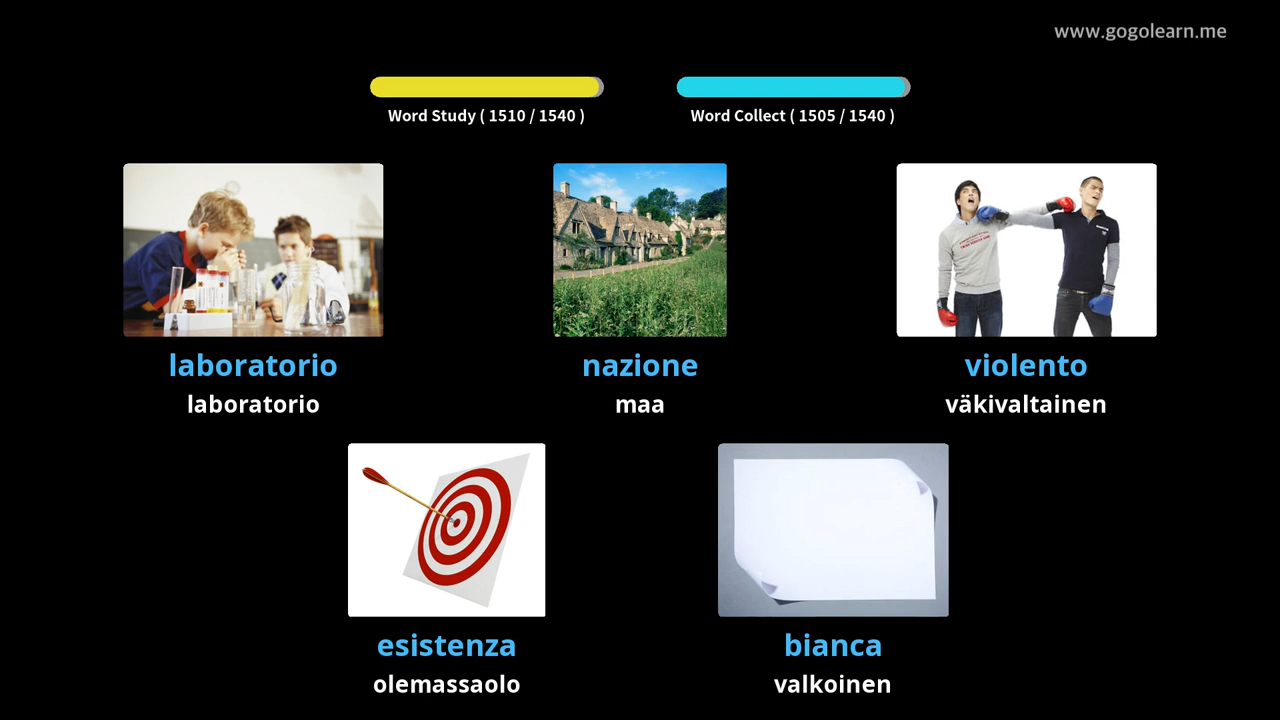 www.gogolearn.me
Word Study ( 1510 / 1540 )
Word Collect ( 1505 / 1540 )
laboratorio
laboratorio
nazione
maa
violento
väkivaltainen
esistenza
olemassaolo
bianca
valkoinen